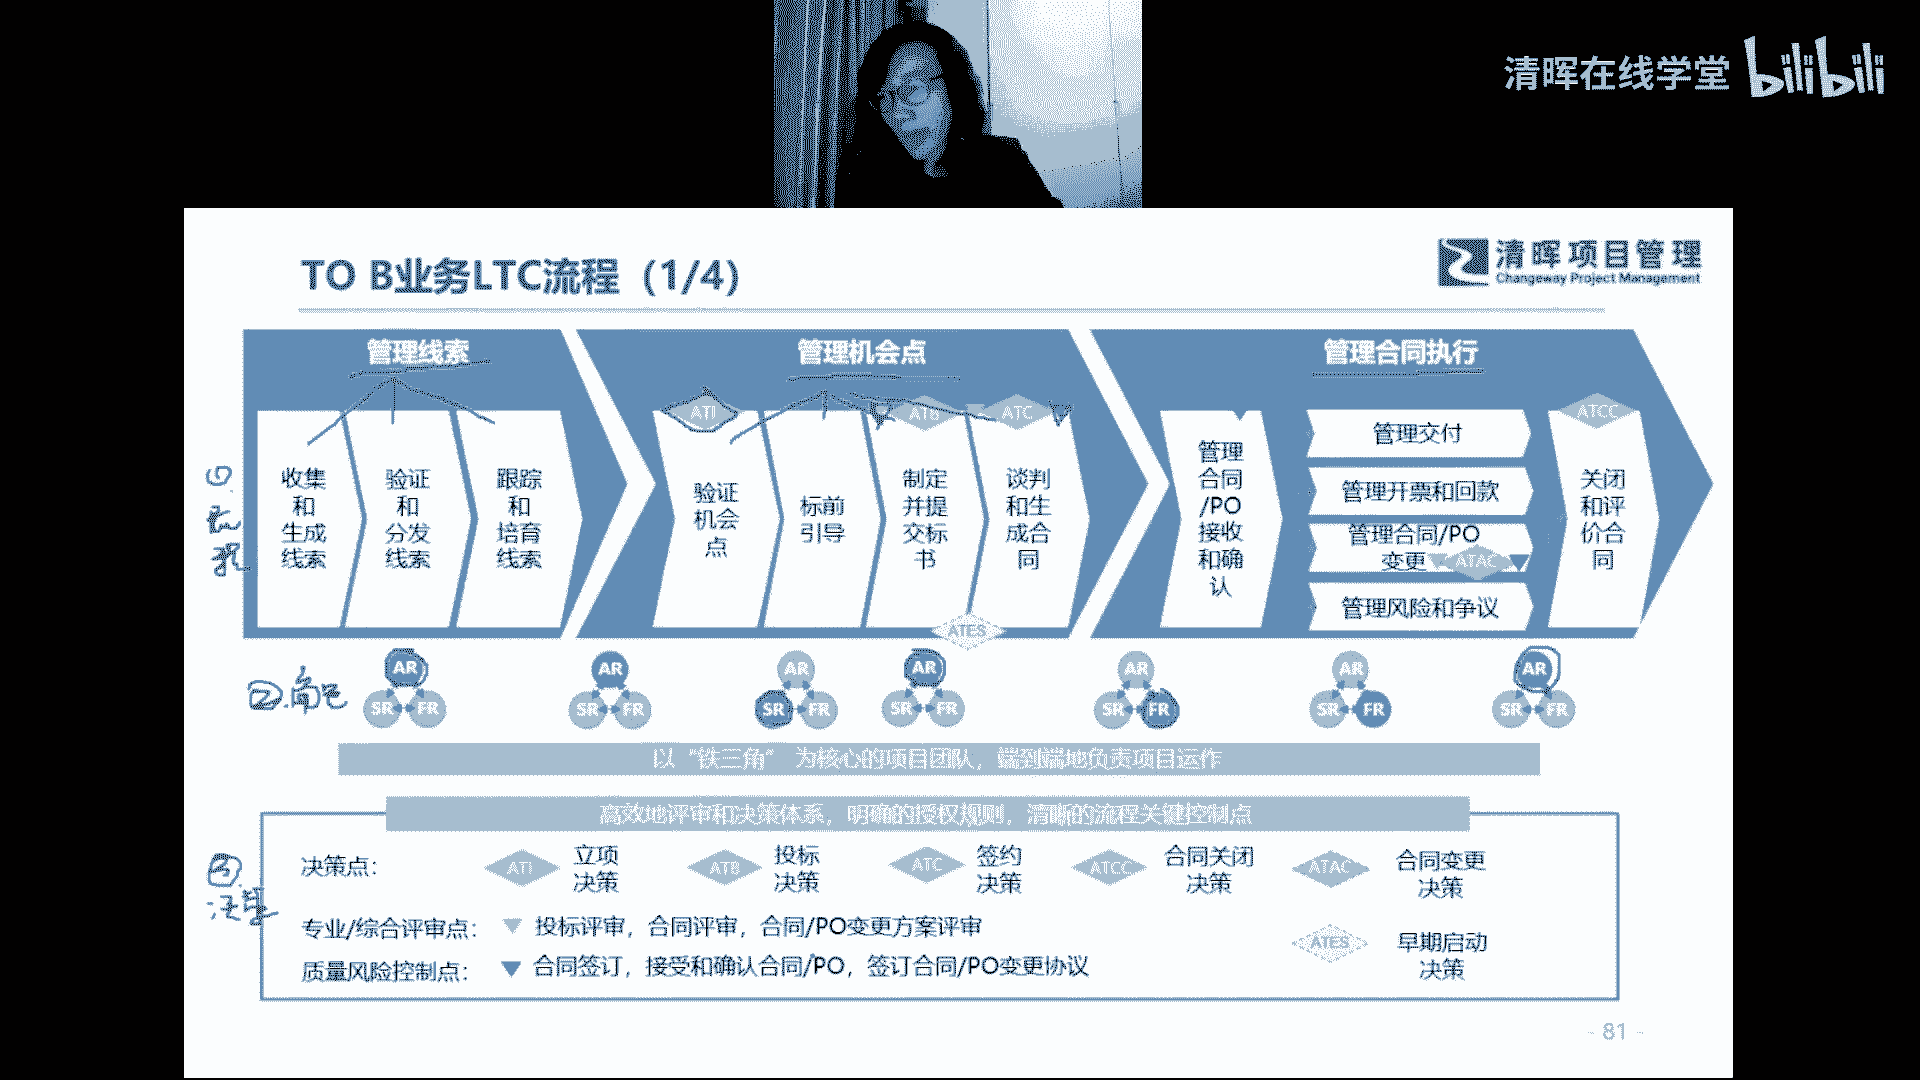 清晖在线学堂 bilibili
TO B业务LTC流程（1/4）
清晖项目管理
Changeway Project Management
管理线索
管理机会点
管理合同执行
收集
和
生成
线索
验证
和
分发
线索
跟踪
和
培育
线索
ATI
验证
机会
点
标前
引导
ATB
制定
并提
交标
书
ATC
谈判
和生
成合
同
ATES
管理
合同
/PO
接收
和确
认
管理交付
管理开票和回款
管理合同/PO
变更
ATAC
管理风险和争议
ATCC
关闭
和评
价合
同
②.角色
AR
SR FR
AR
SR FR
AR
SR FR
AR
SR FR
AR
SR FR
AR
SR FR
AR
SR FR
以“铁三角” 为核心的项目团队，端到端地负责项目运作
高效地评审和决策体系，明确的授权规则，清晰的流程关键控制点
决策点：
ATI 立项
决策
ATB 投标
决策
ATC 签约
决策
ATCC 合同关闭
决策
ATAC 合同变更
决策
专业/综合评审点： 投标评审，合同评审，合同/PO变更方案评审
ATES 早期启动
决策
质量风险控制点： 合同签订，接受和确认合同/PO，签订合同/PO变更协议
- 81 -